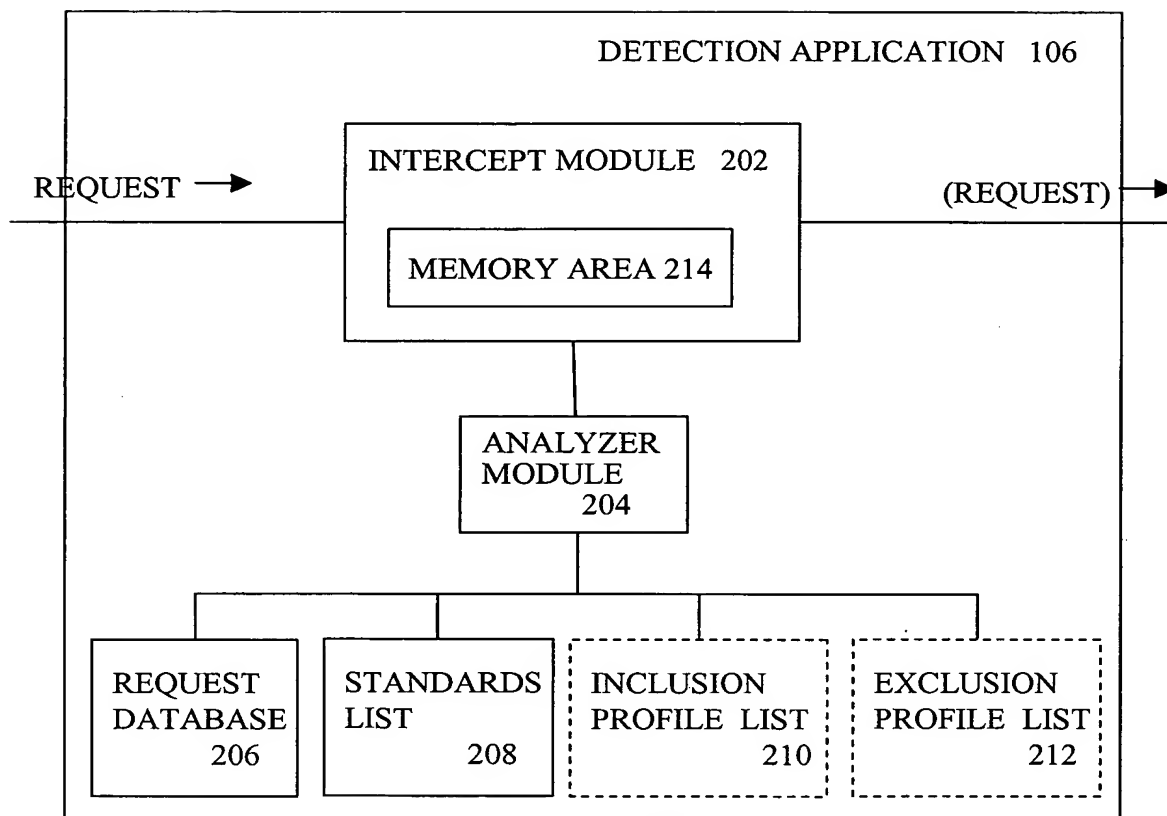 DETECTION APPLICATION 106
INTERCEPT MODULE 202
REQUEST
(REQUEST)
MEMORY AREA 214
ANALYZER
MODULE
204
REQUEST
DATABASE
206
STANDARDS
LIST
208
INCLUSION
PROFILE LIST
210
EXCLUSION
PROFILE LIST
212